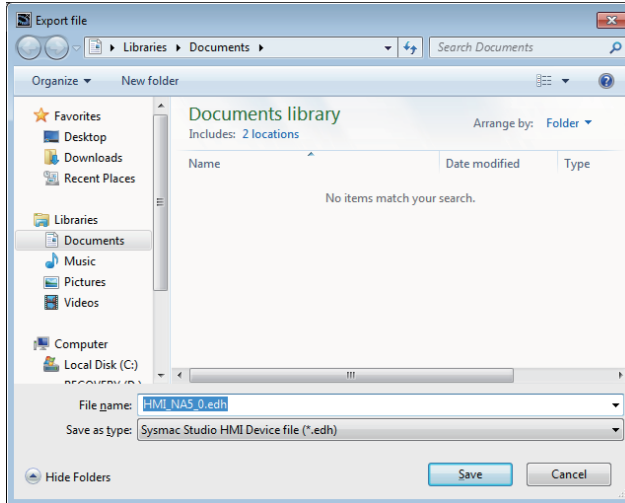 Export file
Libraries Documents
Search Documents
Organize New folder
Favorites
Desktop
Downloads
Recent Places
Libraries
Documents
Music
Pictures
Videos
Computer
Local Disk (C:)
Documents library
Includes: 2 locations
Arrange by: Folder
Name Date modified Type
No items match your search.
File name: HMI_NA5_0.edh
Save as type: Sysmac Studio HMI Device file (*.edh)
Hide Folders
Save Cancel